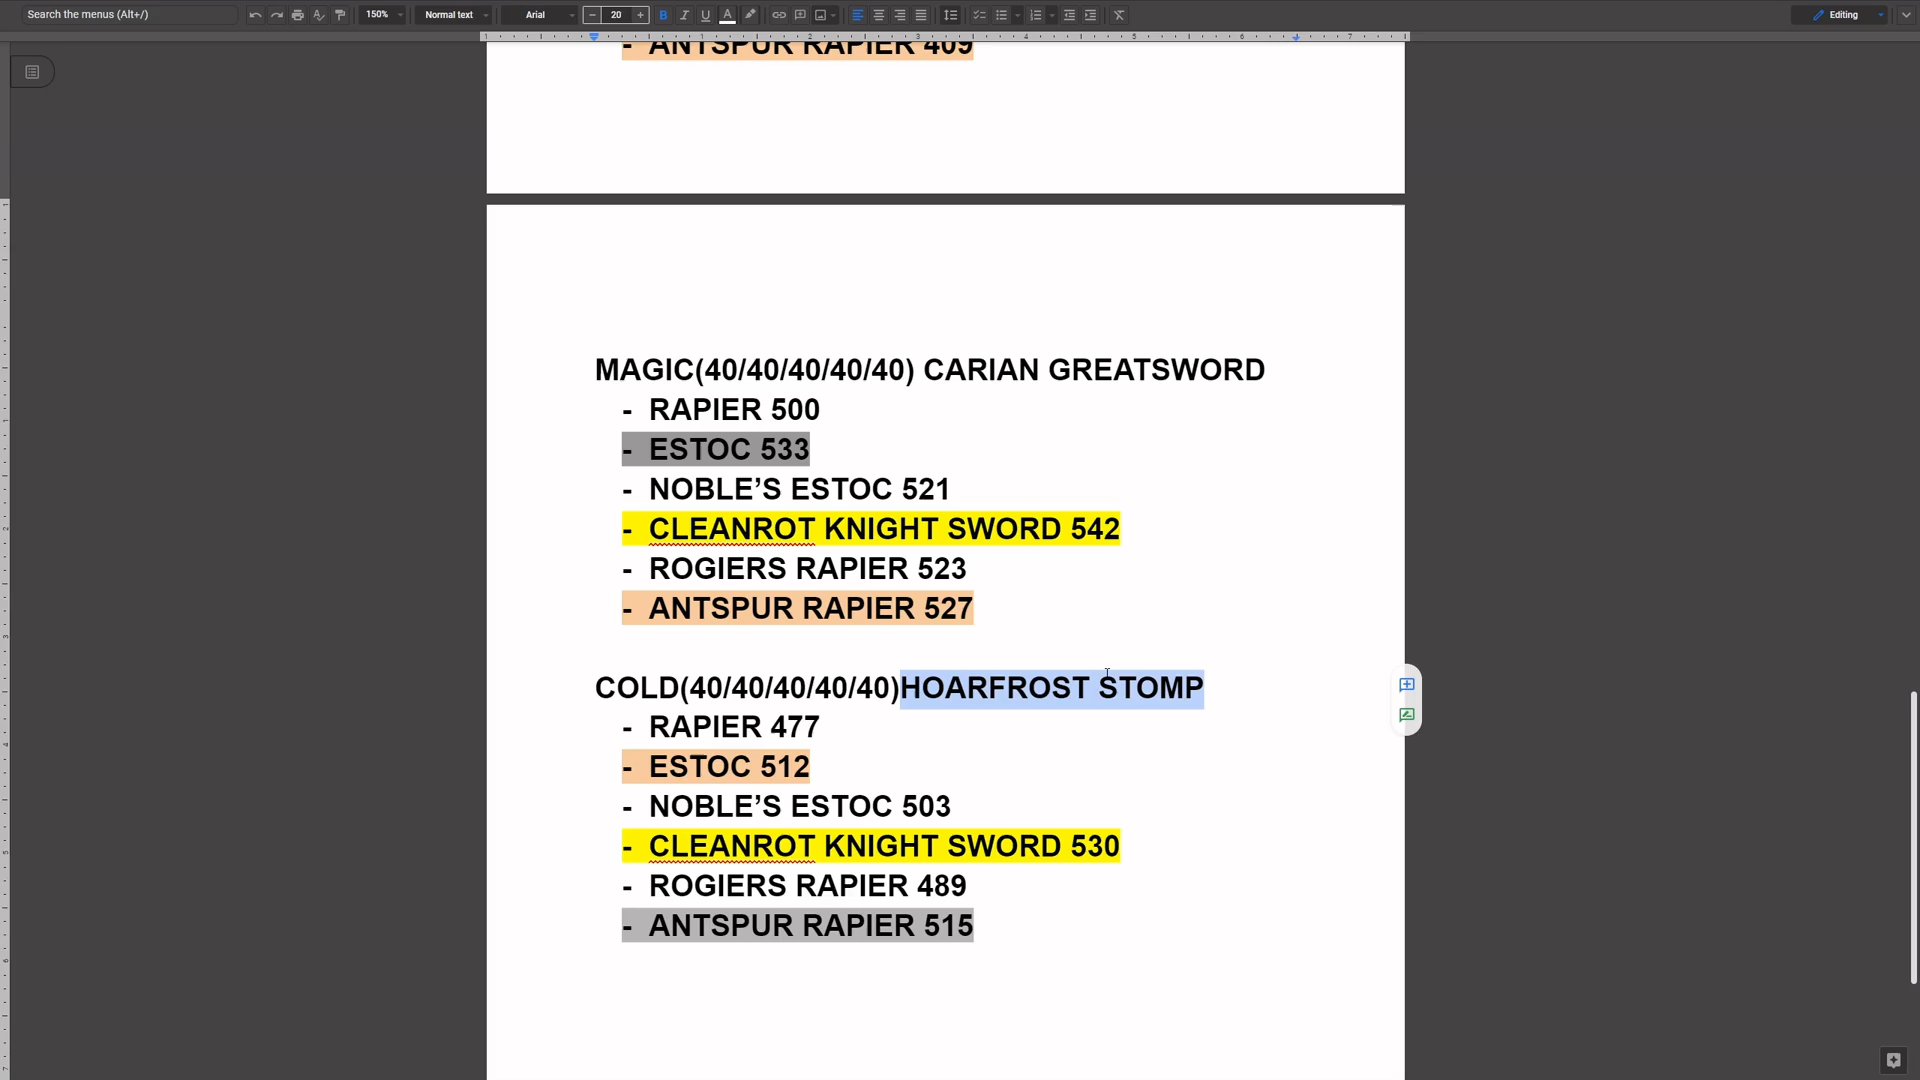 Search the menus (Alt+/)
150%
Normal text
Arial
20
Editing
- ANTSPUR RAPIER 409
MAGIC(40/40/40/40/40) CARIAN GREATSWORD
- RAPIER 500
- ESTOC 533
- NOBLE’S ESTOC 521
- CLEANROT KNIGHT SWORD 542
- ROGIERS RAPIER 523
- ANTSPUR RAPIER 527
COLD(40/40/40/40/40)HOARFROST STOMP
- RAPIER 477
- ESTOC 512
- NOBLE’S ESTOC 503
- CLEANROT KNIGHT SWORD 530
- ROGIERS RAPIER 489
- ANTSPUR RAPIER 515